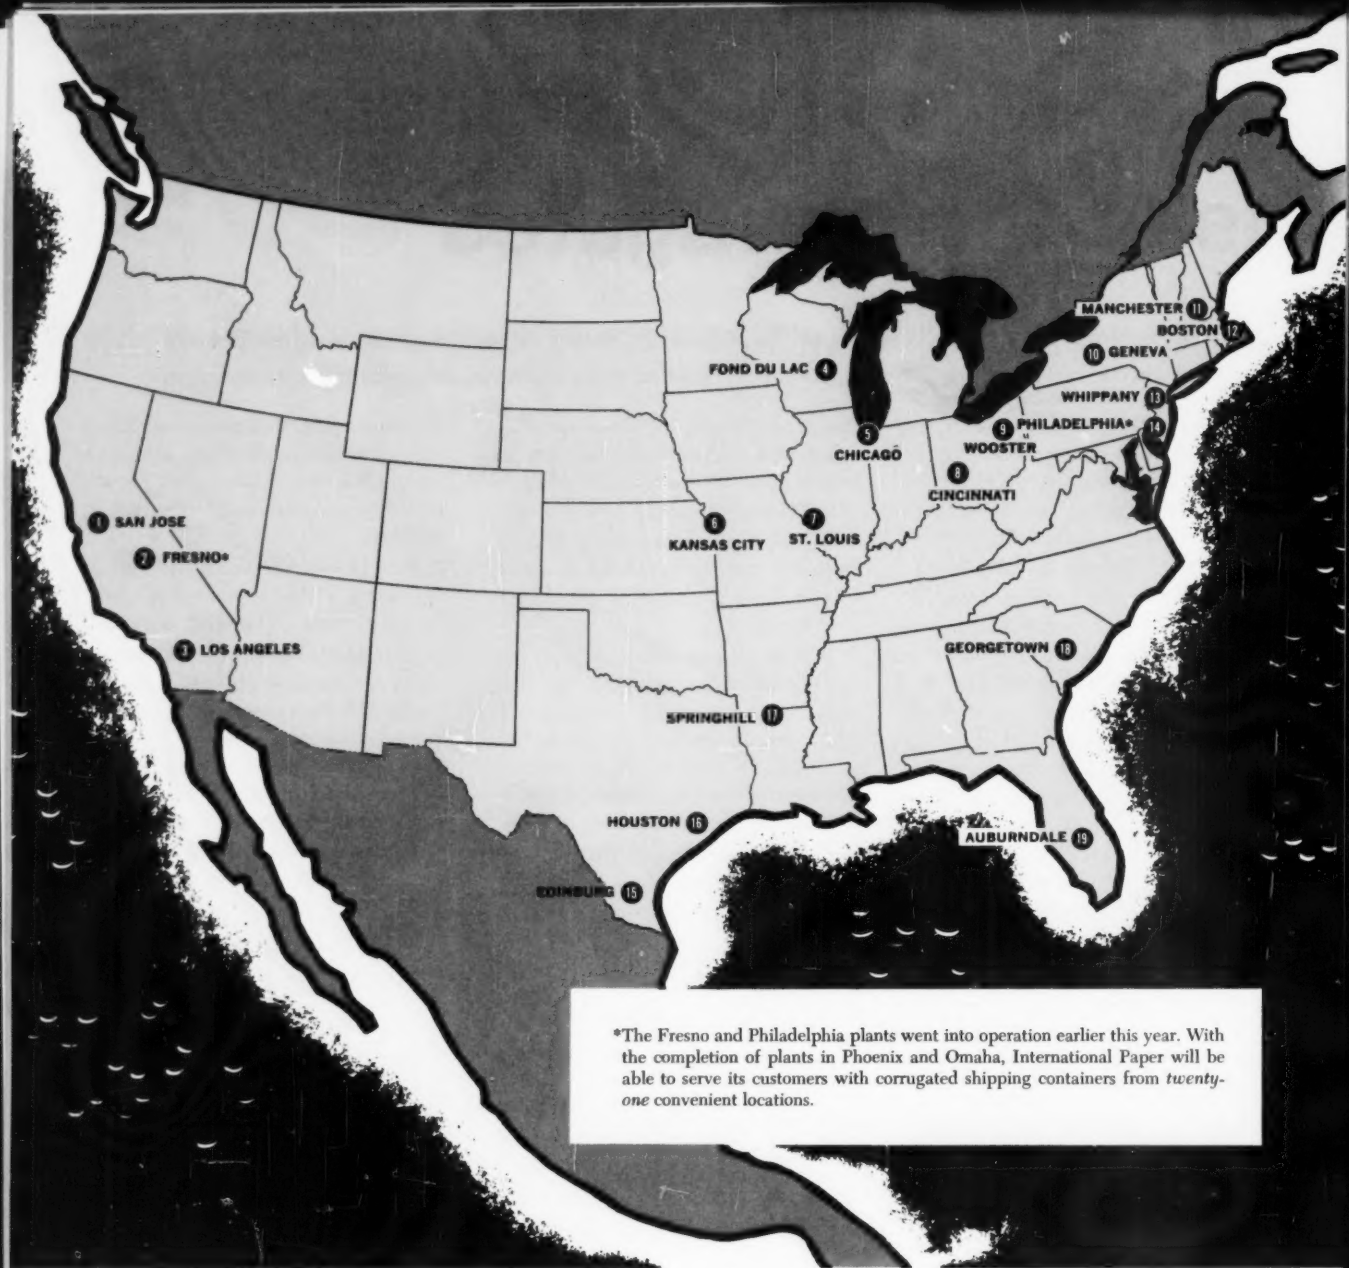 MANCHESTER 11
BOSTON 12
10 GENEVA
FOND DU LAC 4
WHIPPANY 13
PHILADELPHIA* 14
9
WOOSTER
5
CHICAGO
8
CINCINNATI
1 SAN JOSE
6
KANSAS CITY
7
ST. LOUIS
2 FRESNO*
3 LOS ANGELES
GEORGETOWN 18
SPRINGHILL 17
HOUSTON 16
AUBURNDALE 19
EDINBURG 15
*The Fresno and Philadelphia plants went into operation earlier this year. With
the completion of plants in Phoenix and Omaha, International Paper will be
able to serve its customers with corrugated shipping containers from twenty-
one convenient locations.